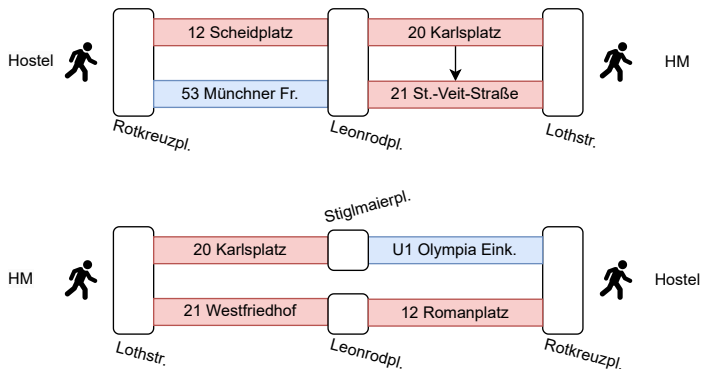 12 Scheidplatz
20 Karlsplatz
Hostel
HM
53 Münchner Fr.
21 St.-Veit-Straße
Rotkreuzpl.
Leonrodpl.
Lothstr.
Stiglmaierpl.
20 Karlsplatz
U1 Olympia Eink.
HM
Hostel
21 Westfriedhof
12 Romanplatz
Lothstr.
Leonrodpl.
Rotkreuzpl.